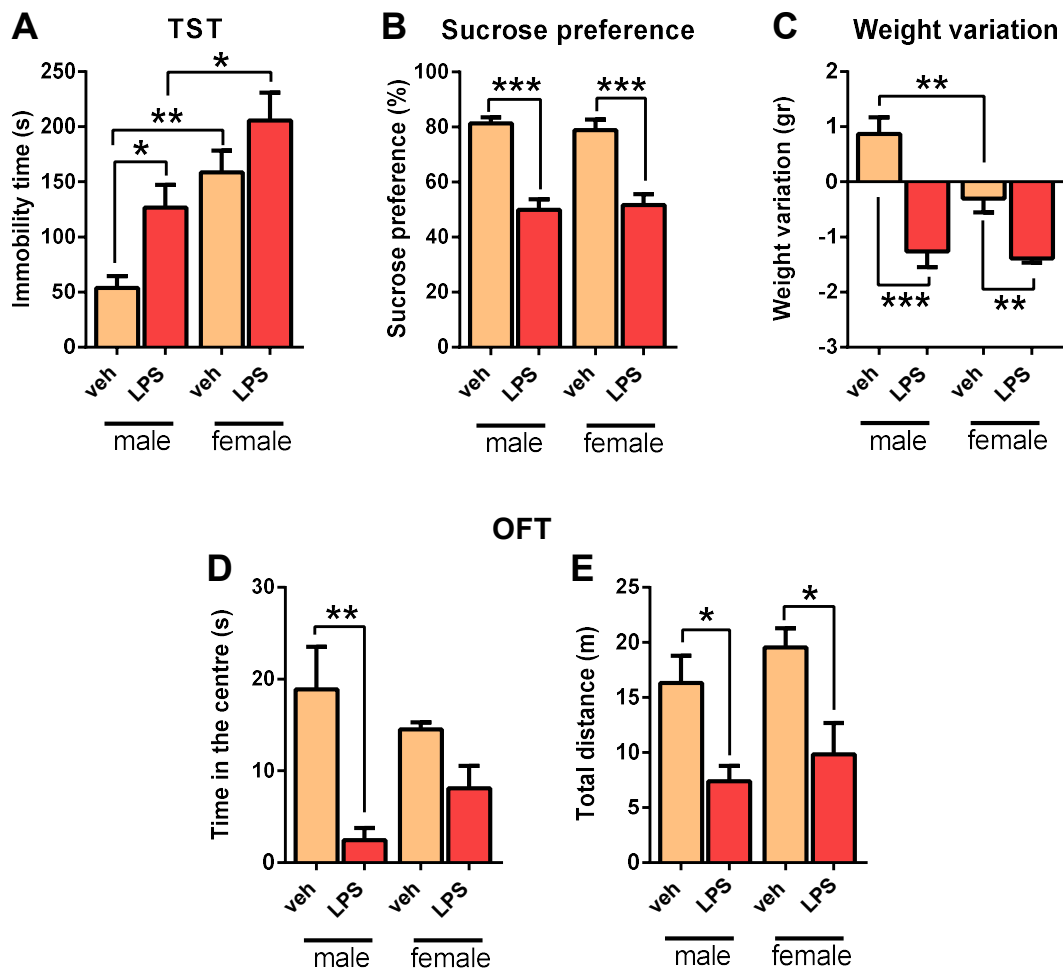 A
TST
Immobility time (s)
250
200
150
100
50
0
*
**
*
veh
LPS
veh
LPS
male
female
B
Sucrose preference
Sucrose preference (%)
100
80
60
40
20
0
***
***
veh
LPS
veh
LPS
male
female
C
Weight variation
Weight variation (gr)
2
1
0
-1
-2
-3
**
***
**
veh
LPS
veh
LPS
male
female
OFT
D
Time in the centre (s)
30
20
10
0
**
veh
LPS
veh
LPS
male
female
E
Total distance (m)
25
20
15
10
5
0
*
*
veh
LPS
veh
LPS
male
female